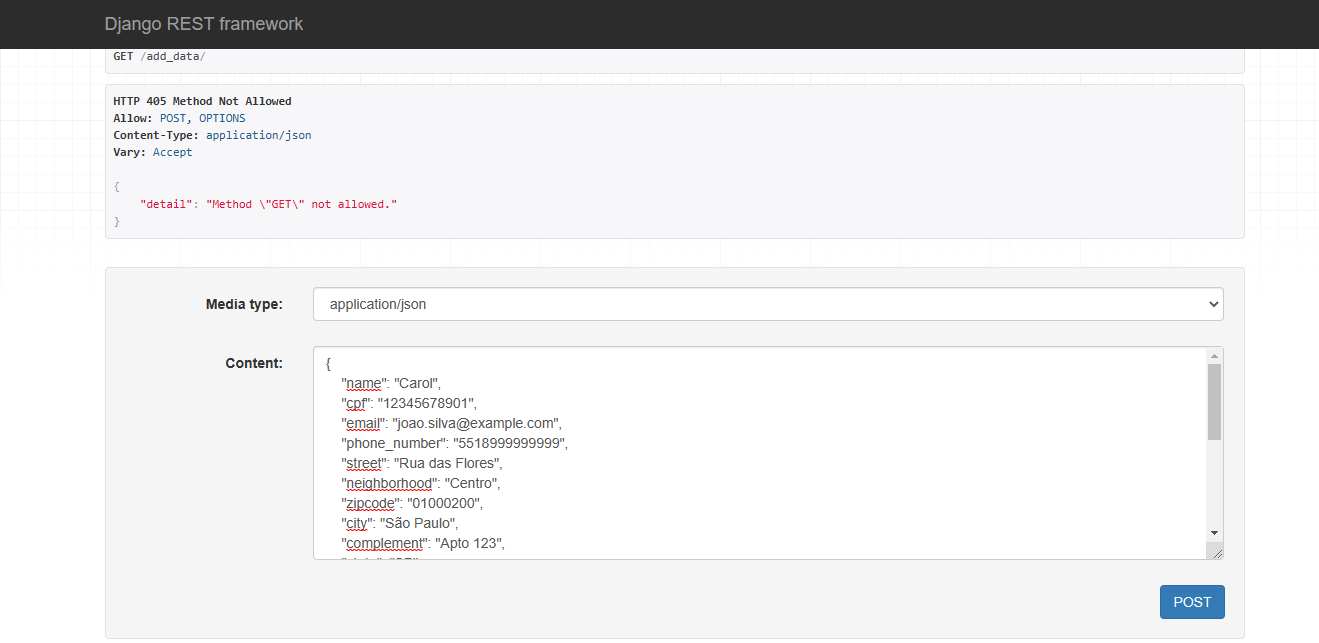 Django REST framework
GET /add_data/
HTTP 405 Method Not Allowed
Allow: POST, OPTIONS
Content-Type: application/json
Vary: Accept
{
"detail": "Method \"GET\" not allowed."
}
Media type:
application/json
Content:
{
"name": "Carol",
"cpf": "12345678901",
"email": "joao.silva@example.com",
"phone_number": "5518999999999",
"street": "Rua das Flores",
"neighborhood": "Centro",
"zipcode": "01000200",
"city": "São Paulo",
"complement": "Apto 123",
POST